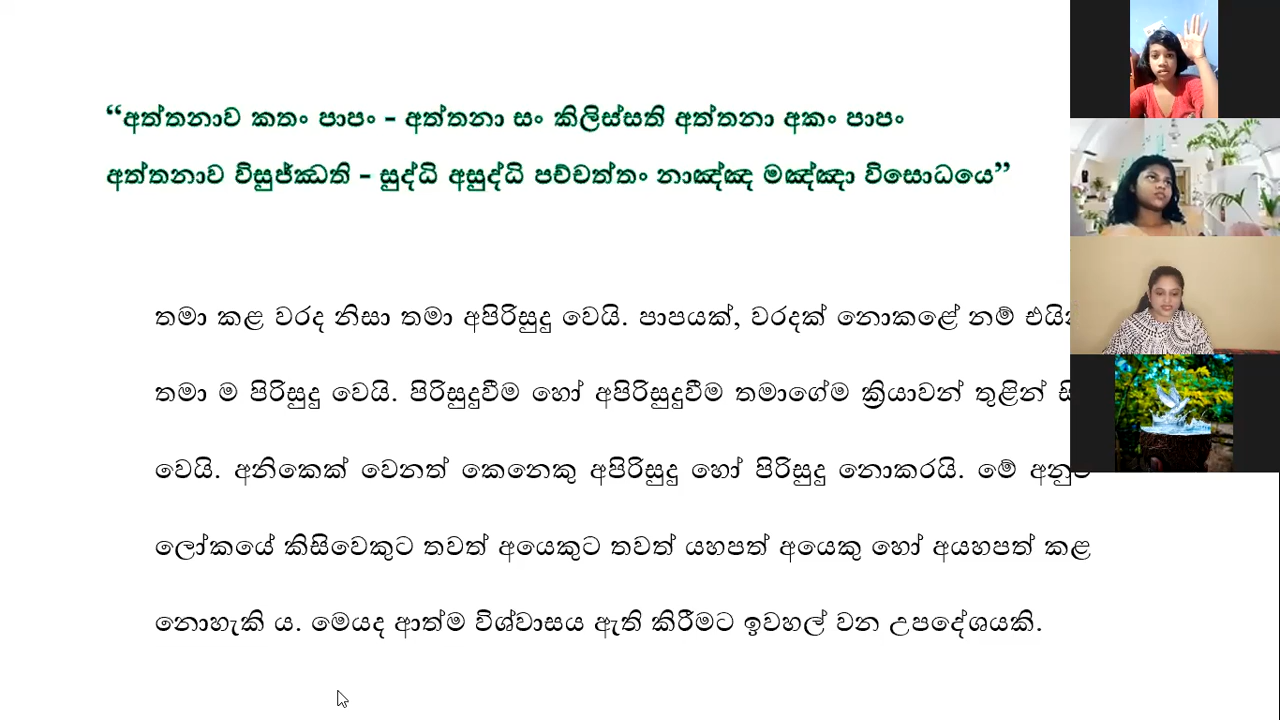 “අත්තනාව කතං පාපං - අත්තනා සං කිලිස්සති අත්තනා අකං පාපං
අත්තනාව විසුජ්ඣති - සුද්ධි අසුද්ධි පච්චත්තං නාඤ්ඤ මඤ්ඤා විසොධයෙ”
තමා කළ වරද නිසා තමා අපිරිසුදු වෙයි. පාපයක්, වරදක් නොකළේ නම්
තමා ම පිරිසුදු වෙයි. පිරිසුදුවීම හෝ අපිරිසුදුවීම තමාගේම ක්‍රියාවන් තුළින්
වෙයි. අනිකෙක් වෙනත් කෙනෙකු අපිරිසුදු හෝ පිරිසුදු නොකරයි. මේ
ලෝකයේ කිසිවෙකුට තවත් අයෙකුට තවත් යහපත් අයෙකු හෝ අයහපත් කළ
නොහැකි ය. මෙයද ආත්ම විශ්වාසය ඇති කිරීමට ඉවහල් වන උපදේශයකි.